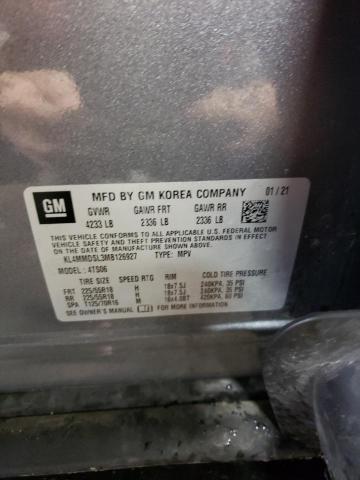 GM
MFD BY GM KOREA COMPANY 01/21
GVWR GAWR FRT GAWR RR
4233 LB 2336 LB 2336 LB
THIS VEHICLE CONFORMS TO ALL APPLICABLE U.S. FEDERAL MOTOR
VEHICLE SAFETY, BUMPER, AND THEFT PREVENTION STANDARDS IN
EFFECT ON THE DATE OF MANUFACTURE SHOWN ABOVE.
KL4MMDSL3MB126927 TYPE: MPV
MODEL: 4TS06
TIRE SIZE SPEED RTG RIM COLD TIRE PRESSURE
FRT 225/55R18 H 18x7.5J 240KPA, 35 PSI
RR 225/55R18 H 18x7.5J 240KPA, 35 PSI
SPA T125/70R16 M 16x4.0BT 420KPA, 60 PSI
SEE OWNER'S MANUAL FOR MORE INFORMATION